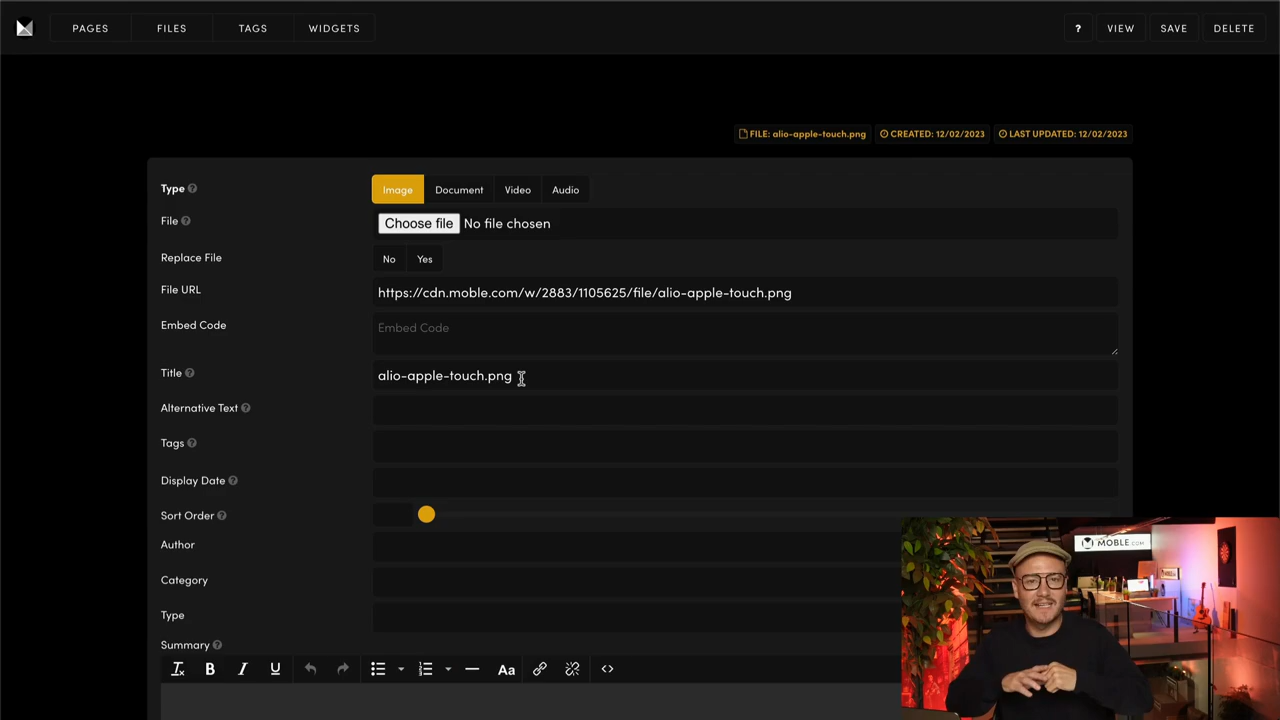 PAGES FILES TAGS WIDGETS ? VIEW SAVE DELETE
FILE: alio-apple-touch.png CREATED: 12/02/2023 LAST UPDATED: 12/02/2023
Type ? Image Document Video Audio
File ? Choose file No file chosen
Replace File No Yes
File URL https://cdn.moble.com/w/2883/1105625/file/alio-apple-touch.png
Embed Code Embed Code
Title ? alio-apple-touch.png
Alternative Text ?
Tags ?
Display Date ?
Sort Order ?
Author
MOBLE.COM
Category
Type
Summary ?
B I U Aa